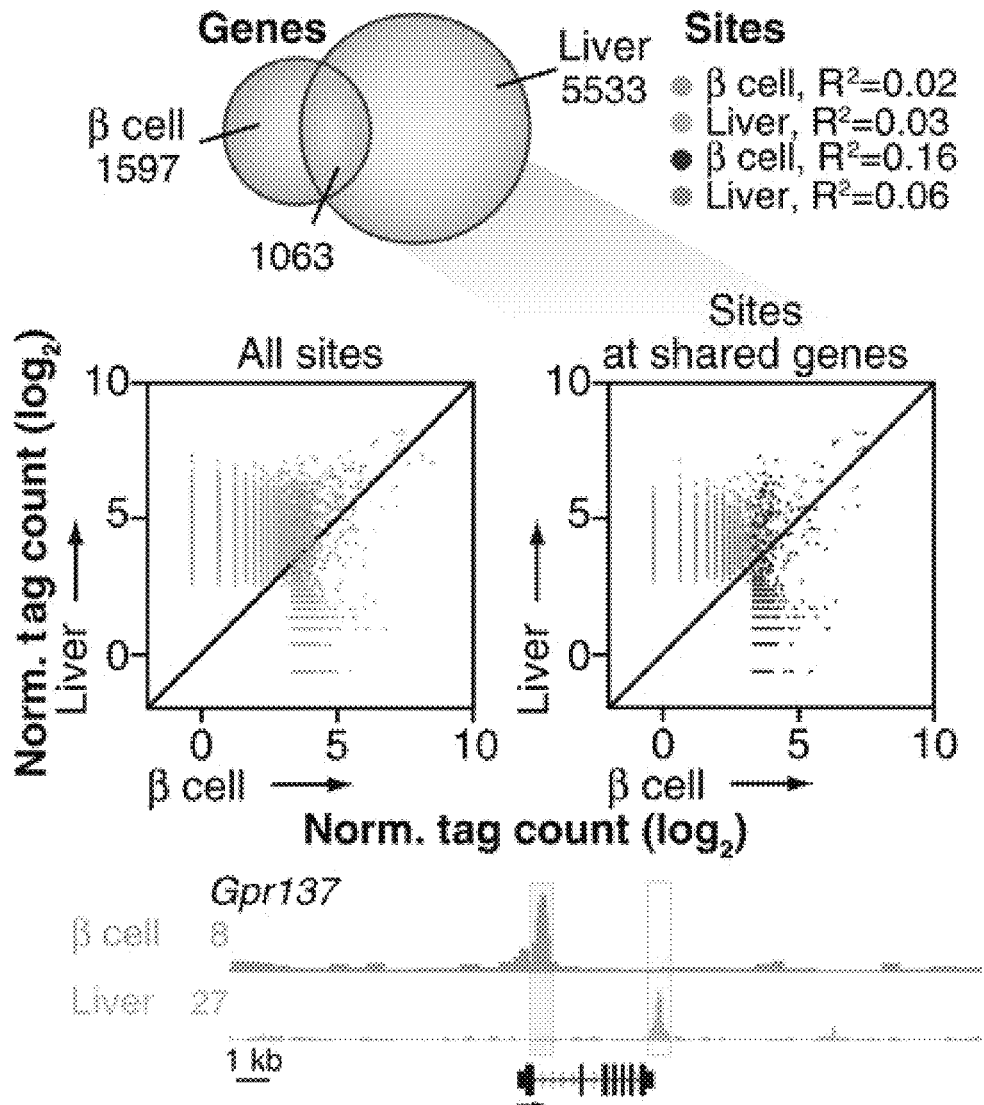 Genes
Liver
5533
β cell
1597
1063
Sites
β cell, R²=0.02
Liver, R²=0.03
β cell, R²=0.16
Liver, R²=0.06
All sites
Sites
at shared genes
Norm. tag count (log₂)
Liver
10
5
0
0 5 10
β cell
Liver
10
5
0
0 5 10
β cell
Norm. tag count (log₂)
Gpr137
β cell 8
Liver 27
1 kb